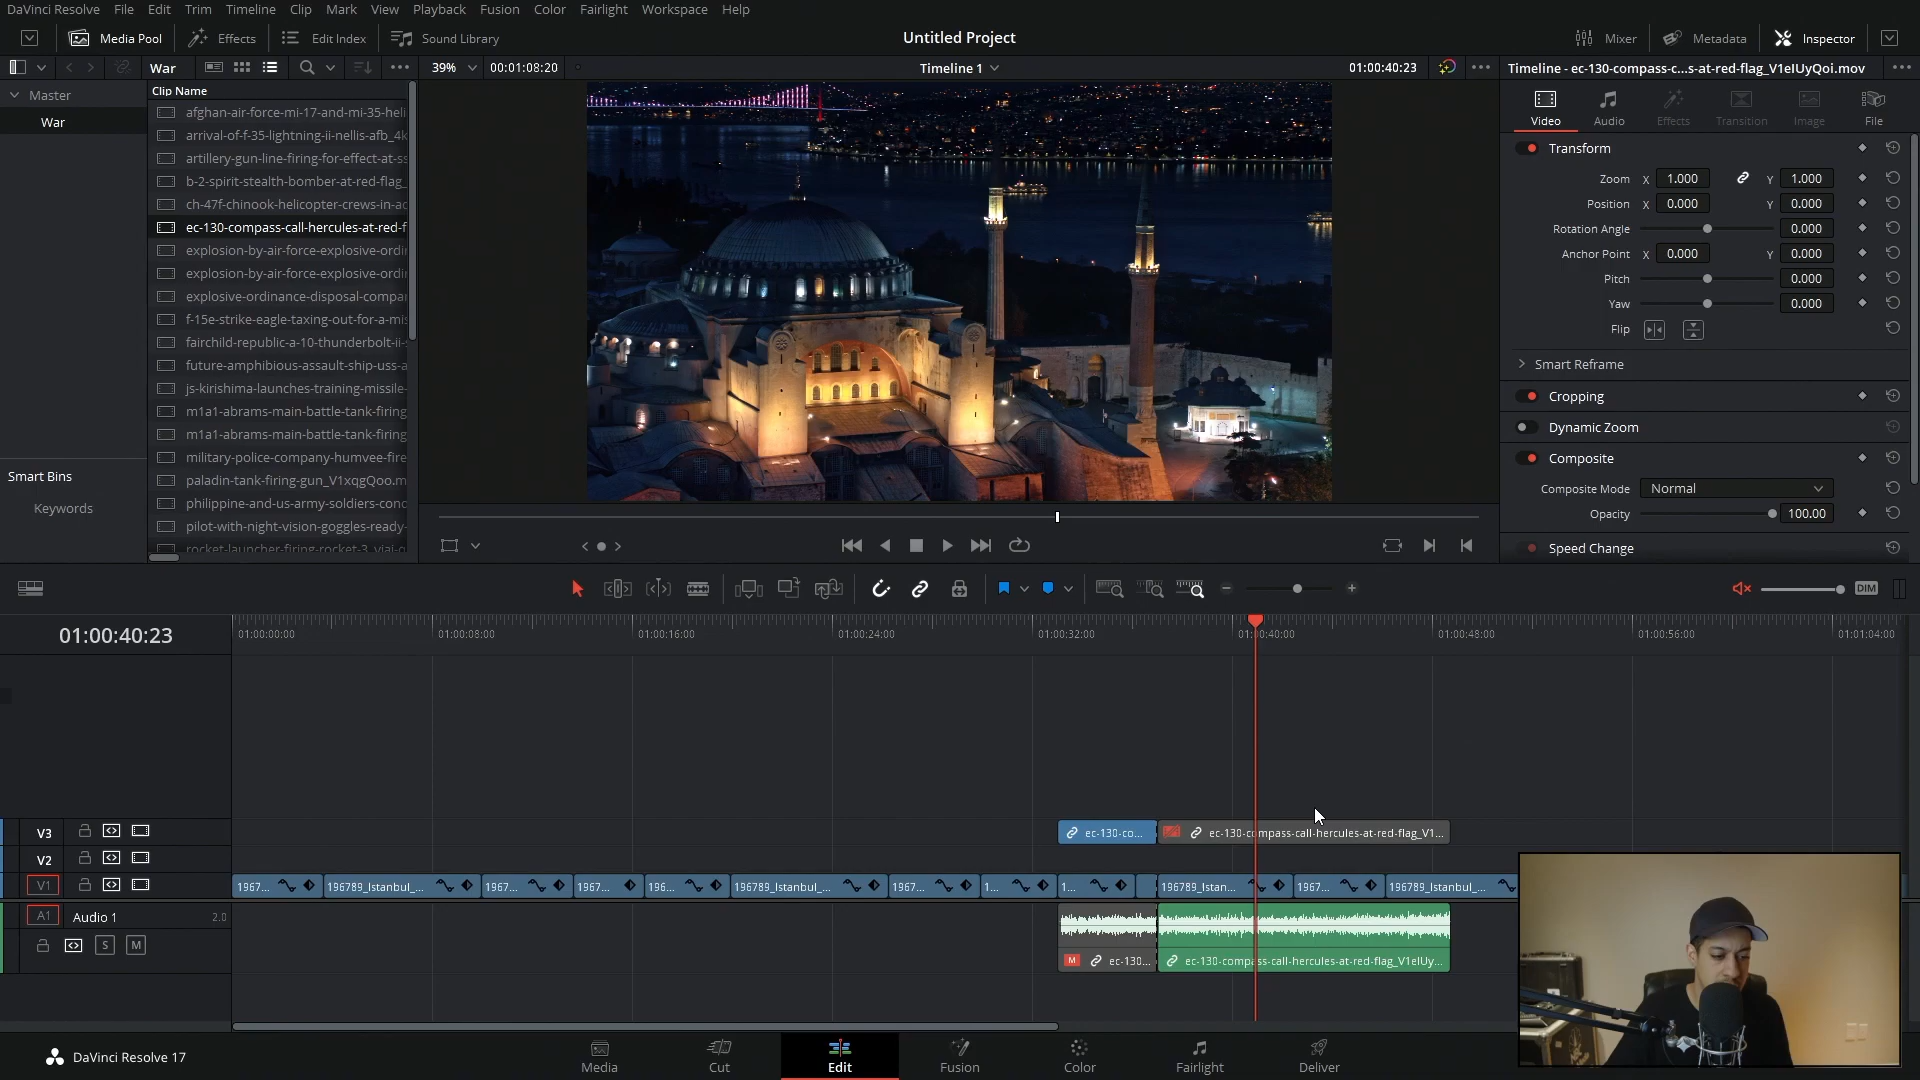 DaVinci Resolve File Edit Trim Timeline Clip Mark View Playback Fusion Color Fairlight Workspace Help
Media Pool Effects Edit Index Sound Library
Untitled Project
Mixer Metadata Inspector
War
39% 00:01:08:20
Timeline 1
01:00:40:23
Timeline - ec-130-compass-c...s-at-red-flag_V1eIUyQoi.mov
Master
War
Smart Bins
Keywords
Clip Name
afghan-air-force-mi-17-and-mi-35-heli
arrival-of-f-35-lightning-ii-nellis-afb_4k
artillery-gun-line-firing-for-effect-at-ss
b-2-spirit-stealth-bomber-at-red-flag_
ch-47f-chinook-helicopter-crews-in-ac
ec-130-compass-call-hercules-at-red-f
explosion-by-air-force-explosive-ordin
explosion-by-air-force-explosive-ordin
explosive-ordinance-disposal-compan
f-15e-strike-eagle-taxing-out-for-a-mis
fairchild-republic-a-10-thunderbolt-ii-s
future-amphibious-assault-ship-uss-a
js-kirishima-launches-training-missile-
m1a1-abrams-main-battle-tank-firing
m1a1-abrams-main-battle-tank-firing
military-police-company-humvee-fire
paladin-tank-firing-gun_V1xqgQoo.m
philippine-and-us-army-soldiers-conc
pilot-with-night-vision-goggles-ready-
Video Audio Effects Transition Image File
Transform
Zoom X 1.000 Y 1.000
Position X 0.000 Y 0.000
Rotation Angle 0.000
Anchor Point X 0.000 Y 0.000
Pitch 0.000
Yaw 0.000
Flip
Smart Reframe
Cropping
Dynamic Zoom
Composite
Composite Mode Normal
Opacity 100.00
Speed Change
DIM
01:00:40:23
01:00:00:00 01:00:08:00 01:00:16:00 01:00:24:00 01:00:32:00 01:00:40:00 01:00:48:00 01:00:56:00 01:01:04:00
V3 ec-130-co... ec-130-compass-call-hercules-at-red-flag_V1...
V2
V1 1967... 196789_Istanbul_... 1967... 1967... 196... 196789_Istanbul_... 1967... 1... 1... 196789_Istan... 1967... 196789_Istanbul_...
A1 Audio 1 2.0
S M
M ec-130... ec-130-compass-call-hercules-at-red-flag_V1eIUy...
DaVinci Resolve 17
Media Cut Edit Fusion Color Fairlight Deliver